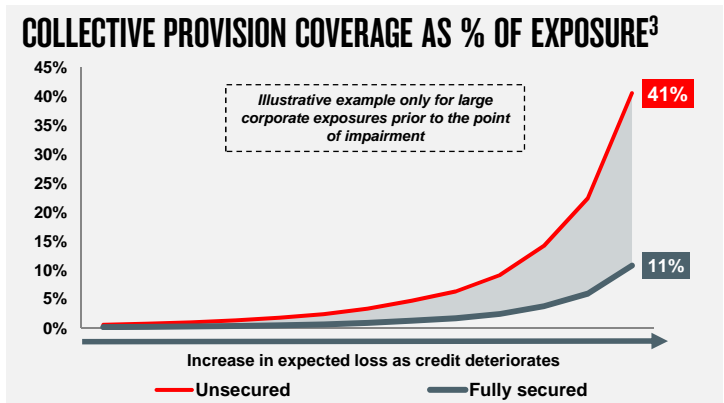 COLLECTIVE PROVISION COVERAGE AS % OF EXPOSURE³
45%
40%
35%
30%
25%
20%
15%
10%
5%
0%
Illustrative example only for large
corporate exposures prior to the point
of impairment
41%
11%
Increase in expected loss as credit deteriorates
Unsecured
Fully secured